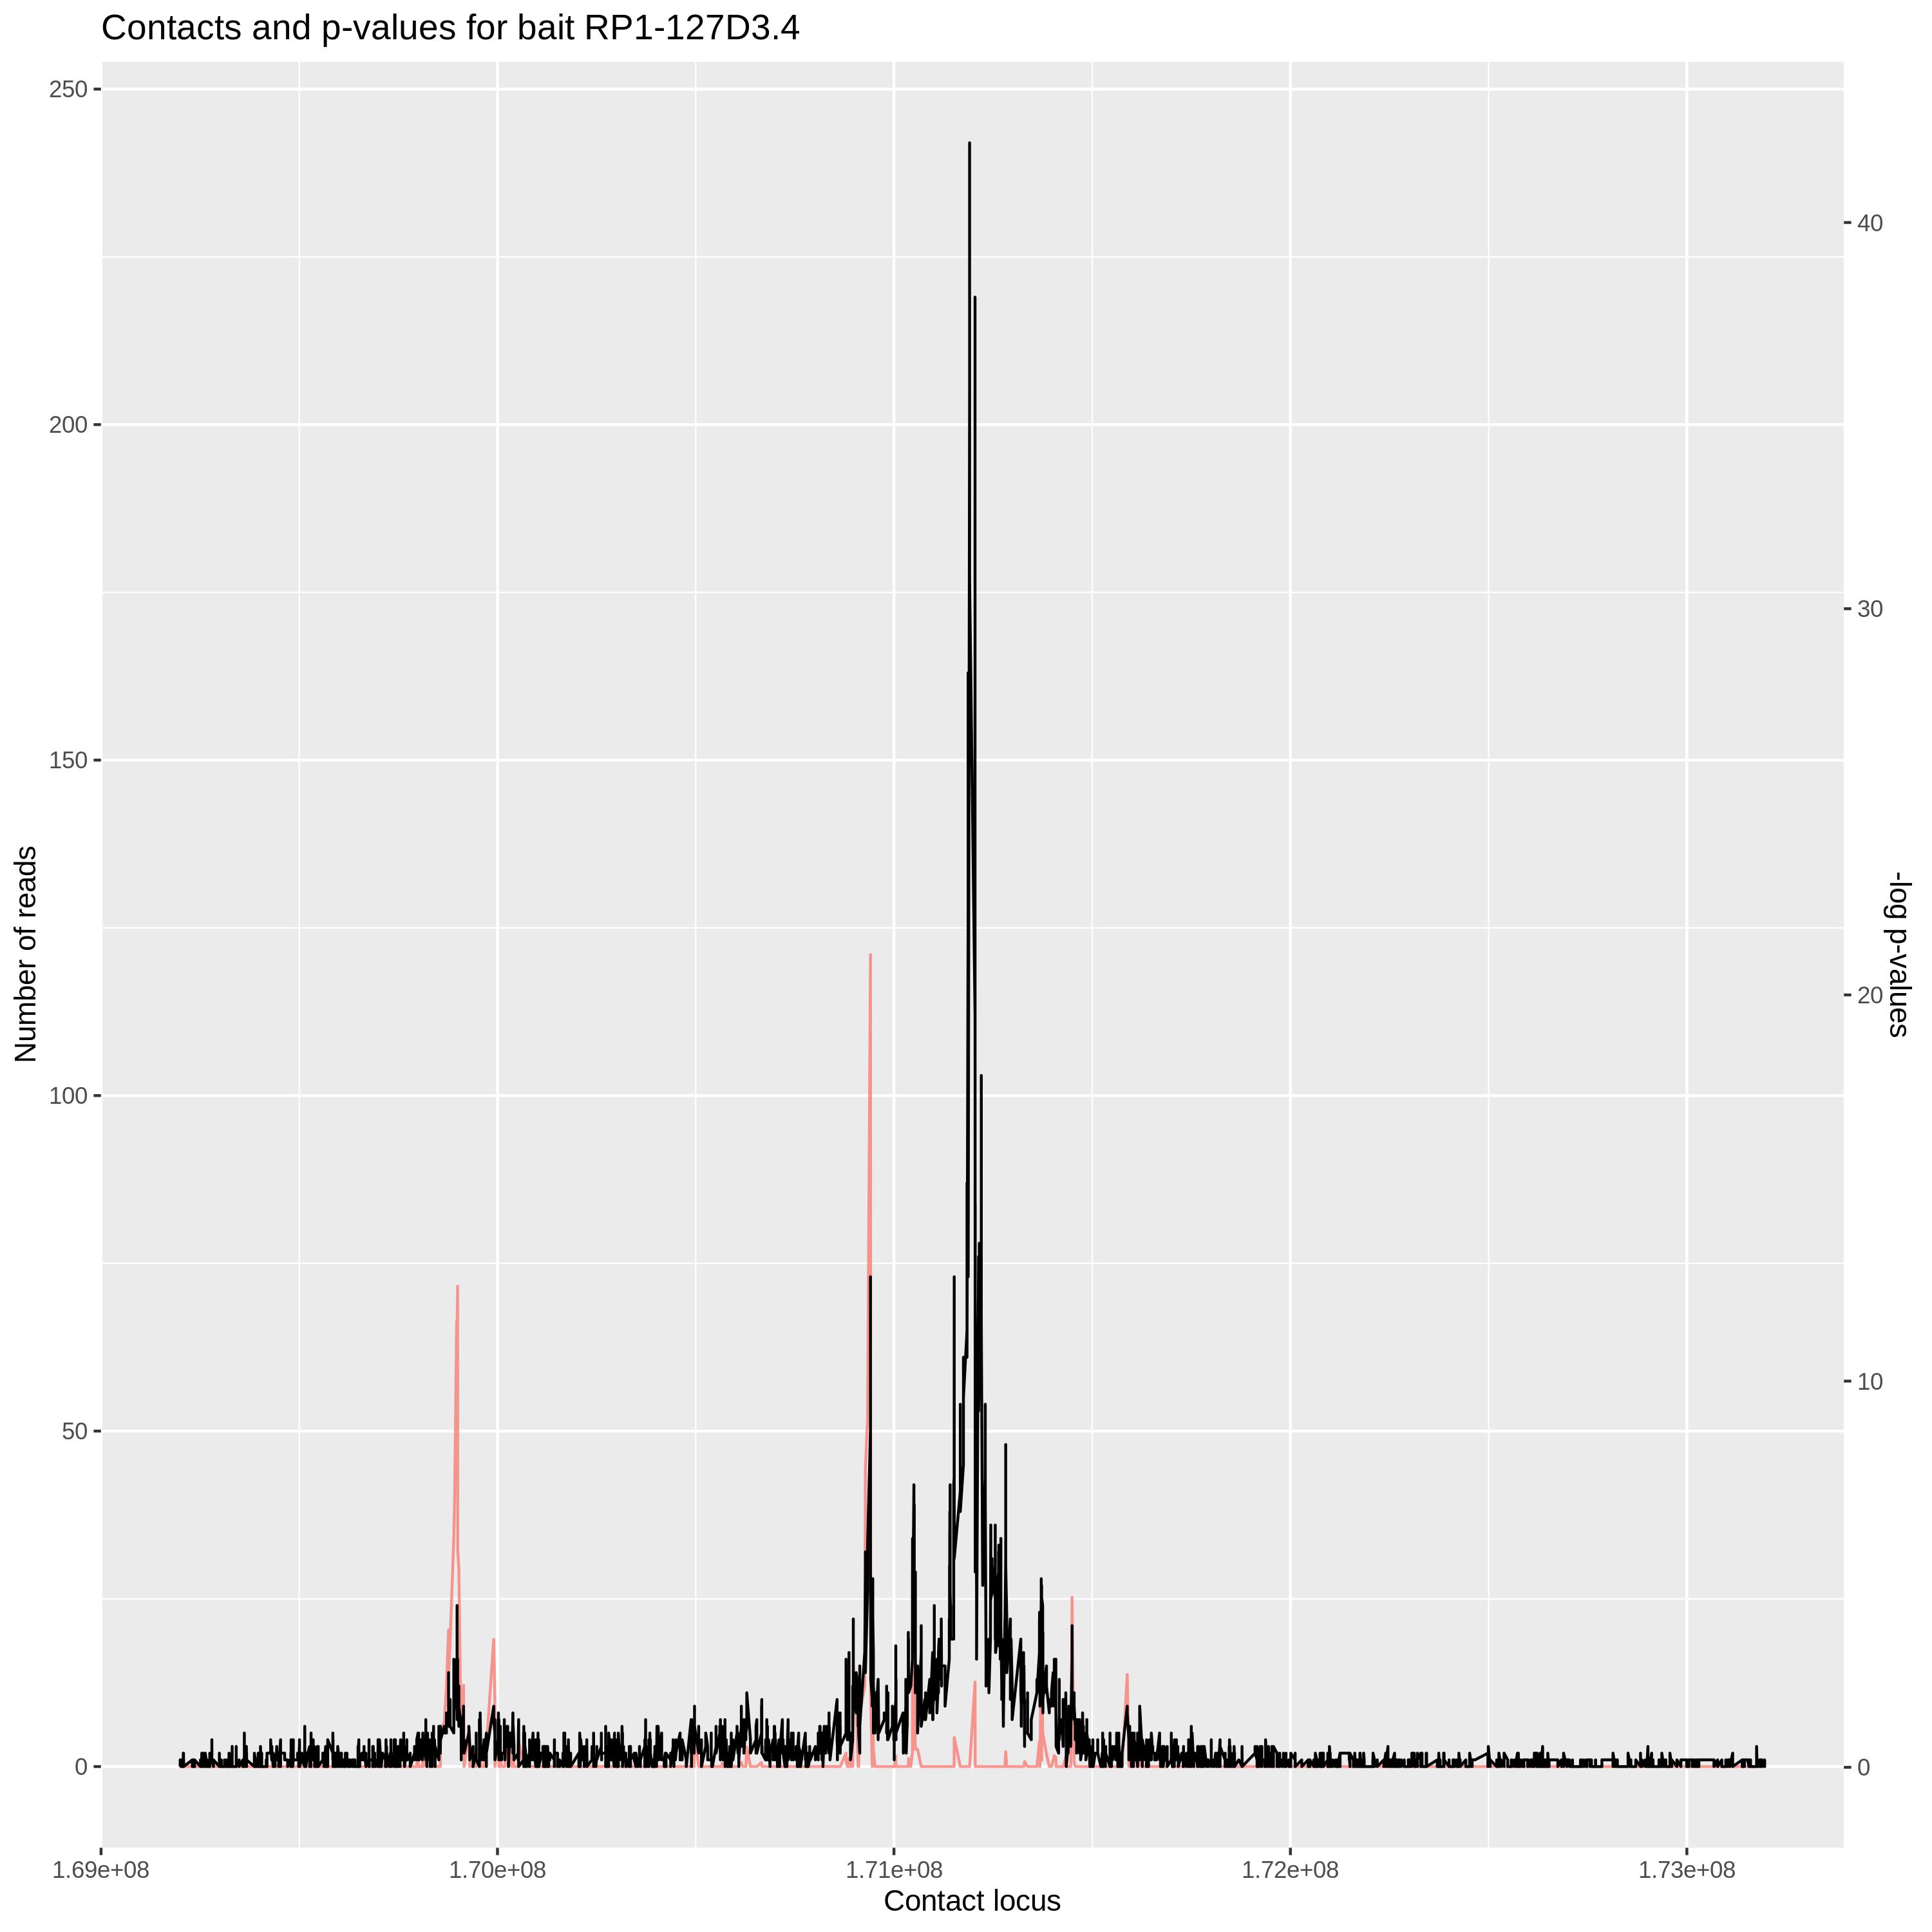 Contacts and p-values for bait RP1-127D3.4
250
200
150
100
50
0
Number of reads
40
30
20
10
0
-log p-values
1.69e+08
1.70e+08
1.71e+08
1.72e+08
1.73e+08
Contact locus